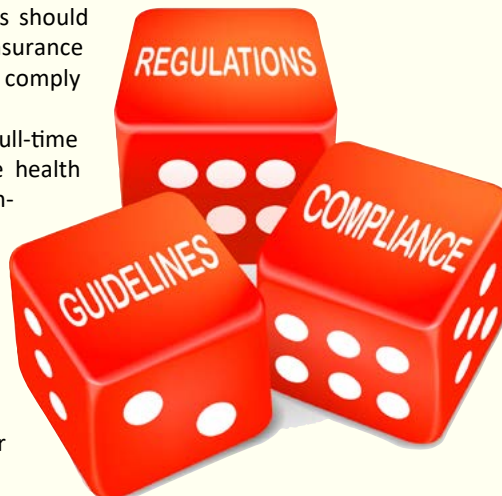 s should
surance
comply
ull-time
e health
n-
r
REGULATIONS
COMPLIANCE
GUIDELINES